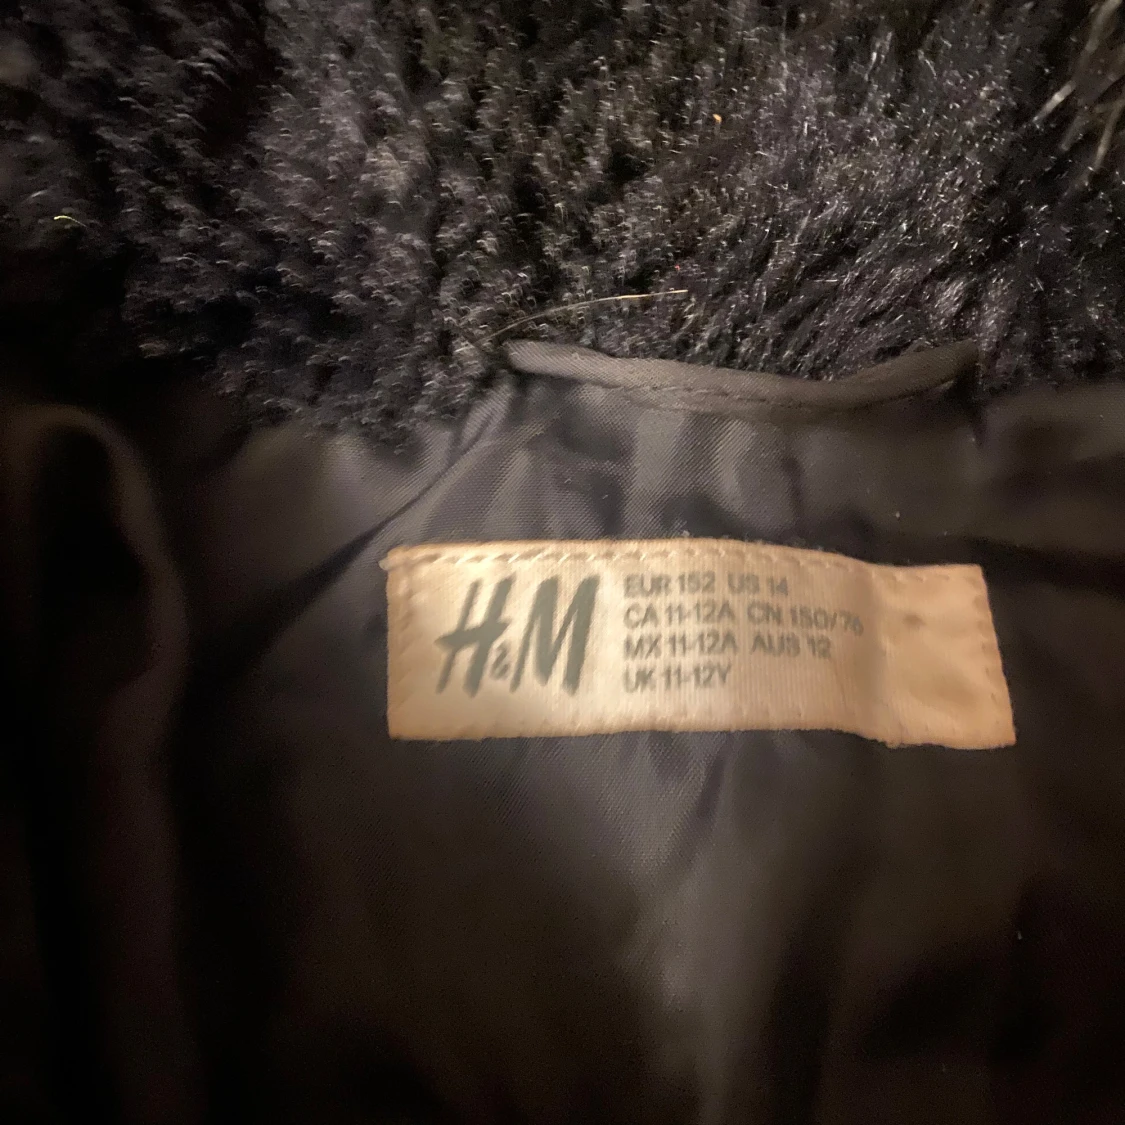 H&M
EUR 152 US 14
CA 11-12A CN 150/76
MX 11-12A AUS 12
UK 11-12Y